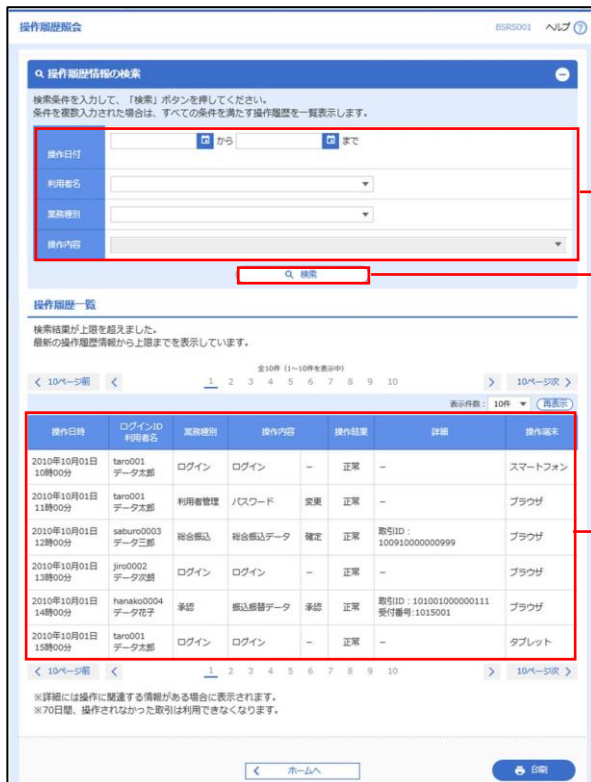 操作履歴照会 BSRS001 ヘルプ ?
操作履歴情報の検索
検索条件を入力して、「検索」ボタンを押してください。
条件を複数入力された場合は、すべての条件を満たす操作履歴を一覧表示します。
操作日付 から まで
利用者名
業務種別
操作内容
検索
操作履歴一覧
検索結果が上限を超えました。
最新の操作履歴情報から上限までを表示しています。
全10件(1~10件を表示中)
< 10ページ前 < 1 2 3 4 5 6 7 8 9 10 > 10ページ次 >
表示件数: 10件 ▼ 再表示
操作日時 ログインID 利用者名 業務種別 操作内容 操作結果 詳細 操作端末
2010年10月01日 10時00分 taro001 データ太郎 ログイン ログイン − 正常 − スマートフォン
2010年10月01日 11時00分 taro001 データ太郎 利用者管理 パスワード 変更 正常 − ブラウザ
2010年10月01日 12時00分 saburo0003 データ三郎 総合振込 総合振込データ 確定 正常 取引ID: 100910000000999 ブラウザ
2010年10月01日 13時00分 jiro0002 データ次朗 ログイン ログイン − 正常 − ブラウザ
2010年10月01日 14時00分 hanako0004 データ花子 承認 振込振替データ 承認 正常 取引ID:101001000000111 受付番号:1015001 ブラウザ
2010年10月01日 15時00分 taro001 データ太郎 ログイン ログイン − 正常 − タブレット
< 10ページ前 < 1 2 3 4 5 6 7 8 9 10 > 10ページ次 >
※詳細には操作に関連する情報がある場合に表示されます。
※70日間、操作されなかった取引は利用できなくなります。
< ホームへ 印刷